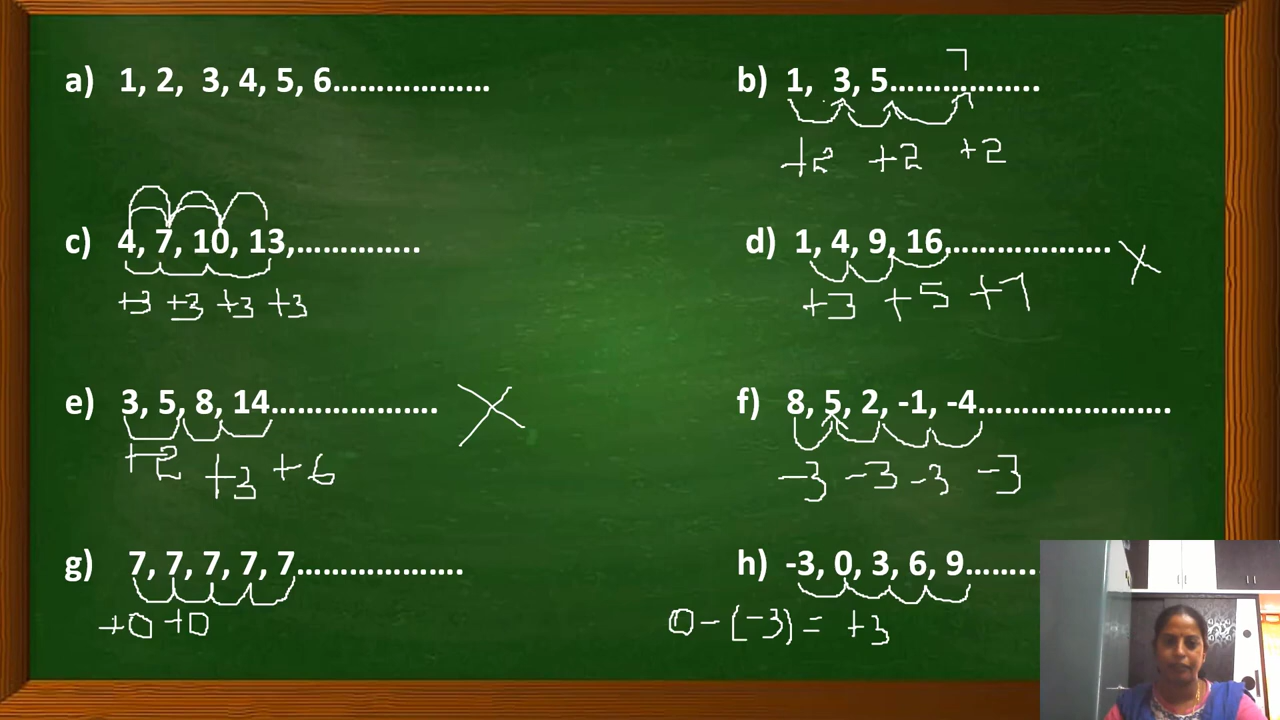 a) 1, 2, 3, 4, 5, 6………………
b) 1, 3, 5……………..
7
+2 +2 +2
c) 4, 7, 10, 13,…………..
+3 +3 +3 +3
d) 1, 4, 9, 16……………….
+3 +5 +7
e) 3, 5, 8, 14……………….
+2 +3 +6
f) 8, 5, 2, -1, -4………………….
-3 -3 -3 -3
g) 7, 7, 7, 7, 7……………….
+0 +0
h) -3, 0, 3, 6, 9……..
0-(-3)= +3